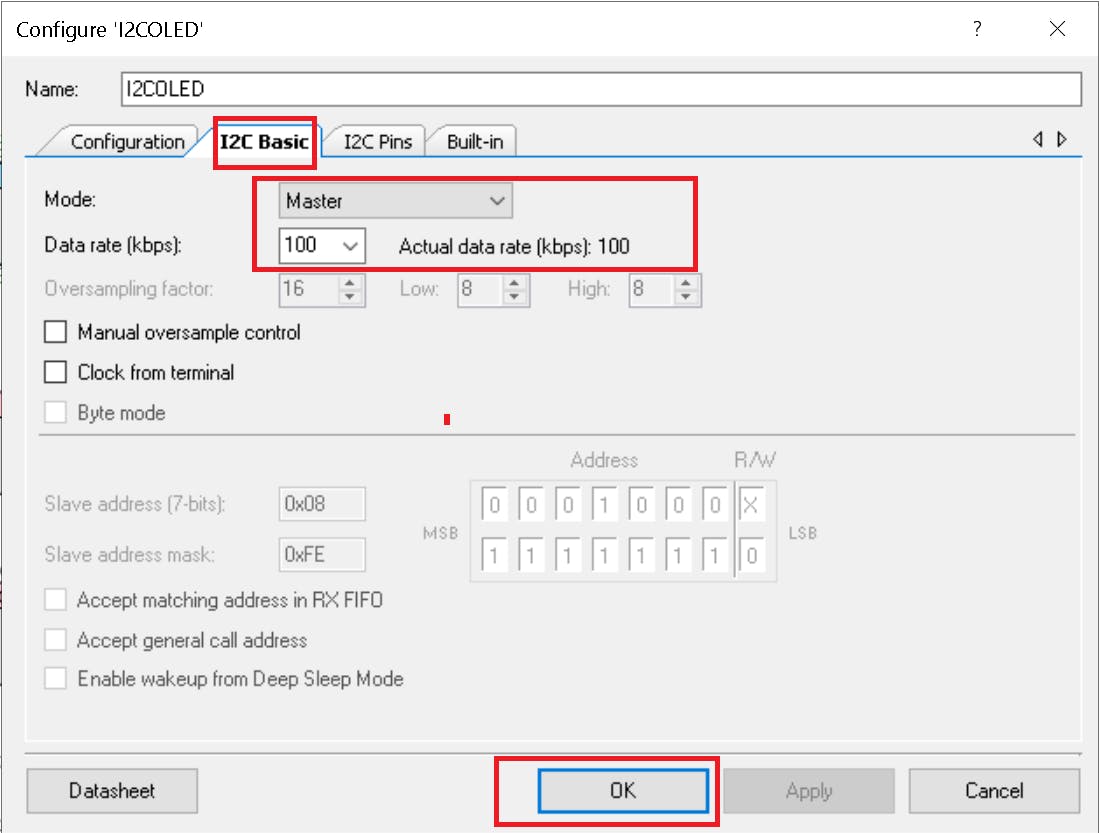 Configure 'I2COLED'
?
Name: I2COLED
Configuration I2C Basic I2C Pins Built-in
Mode: Master
Data rate (kbps): 100 Actual data rate (kbps): 100
Oversampling factor: 16 Low: 8 High: 8
Manual oversample control
Clock from terminal
Byte mode
Address R/W
Slave address (7-bits): 0x08 0 0 0 1 0 0 0 X
MSB LSB
Slave address mask: 0xFE 1 1 1 1 1 1 1 0
Accept matching address in RX FIFO
Accept general call address
Enable wakeup from Deep Sleep Mode
Datasheet OK Apply Cancel